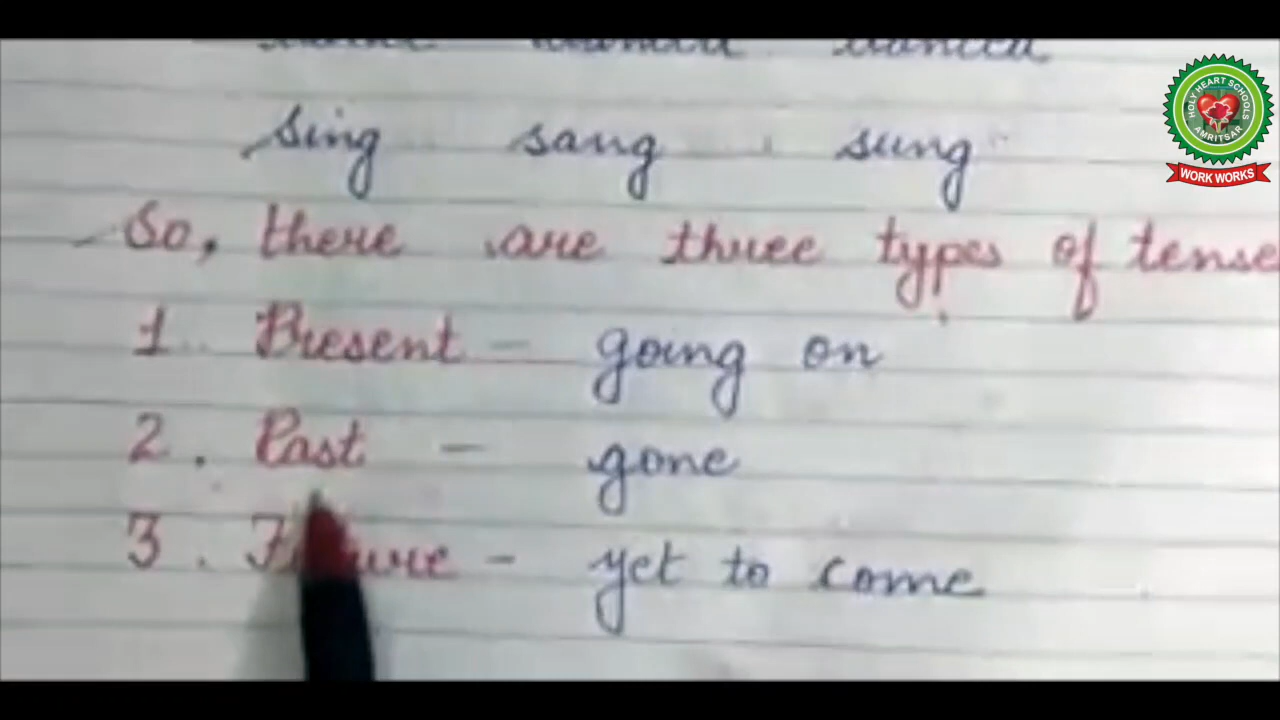 sing sang sung
So, there are three types of tense
1. Present - going on
2. Past - gone
3. Future - yet to come
HOLY HEART SCHOOLS
AMRITSAR
WORK WORKS